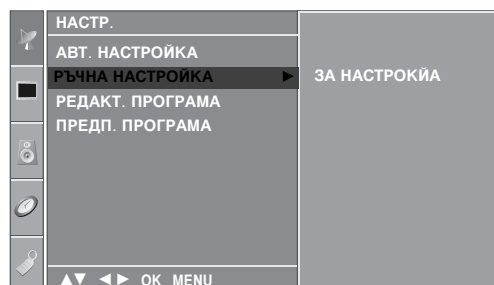 НАСТР.
АВТ. НАСТРОЙКА
РЪЧНА НАСТРОЙКА ► ЗА НАСТРОКЙА
РЕДАКТ. ПРОГРАМА
ПРЕДП. ПРОГРАМА
▲▼ ◄► OK MENU